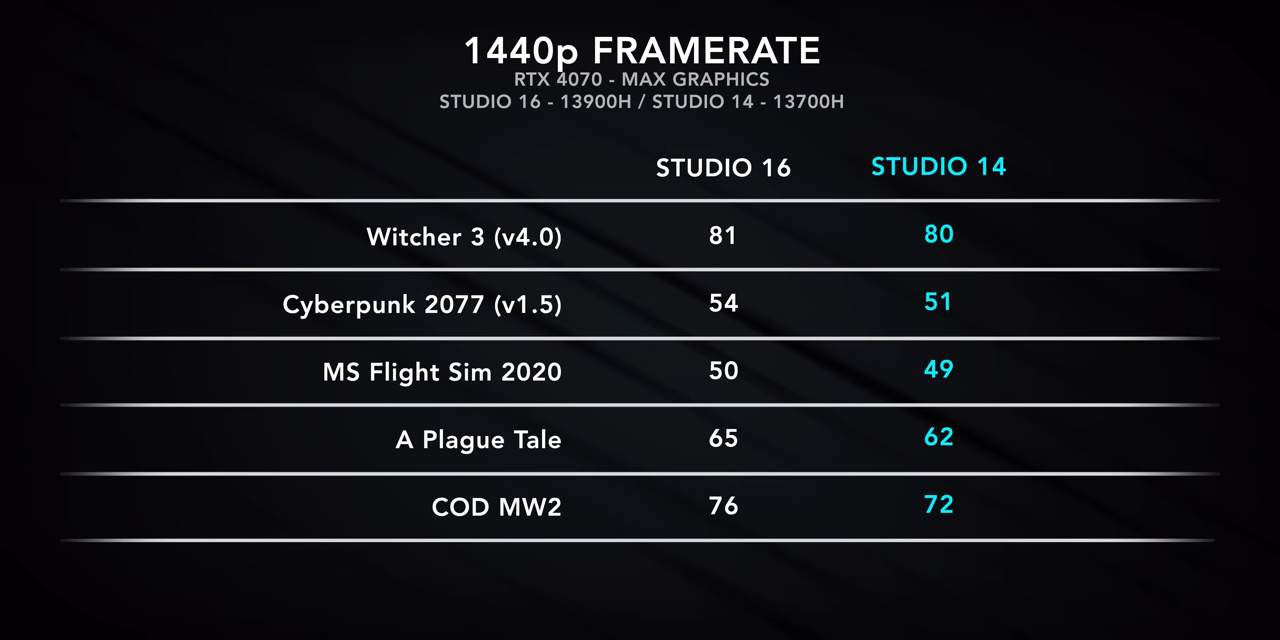 1440p FRAMERATE
RTX 4070 - MAX GRAPHICS
STUDIO 16 - 13900H / STUDIO 14 - 13700H
STUDIO 16 STUDIO 14
Witcher 3 (v4.0) 81 80
Cyberpunk 2077 (v1.5) 54 51
MS Flight Sim 2020 50 49
A Plague Tale 65 62
COD MW2 76 72